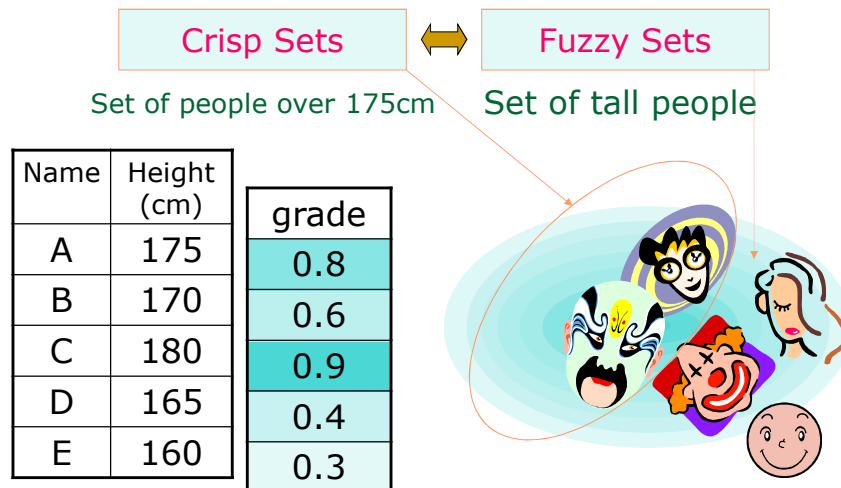 Crisp Sets
Fuzzy Sets
Set of people over 175cm
Set of tall people
Name Height
(cm)
A 175
B 170
C 180
D 165
E 160
grade
0.8
0.6
0.9
0.4
0.3